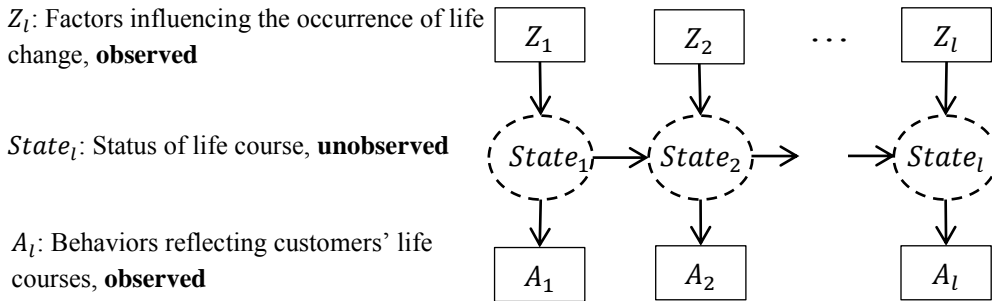 Z_l: Factors influencing the occurrence of life
change, observed
Z_1 Z_2 ⋯ Z_l
State_l: Status of life course, unobserved
State_1 State_2 State_l
A_l: Behaviors reflecting customers’ life
courses, observed
A_1 A_2 A_l